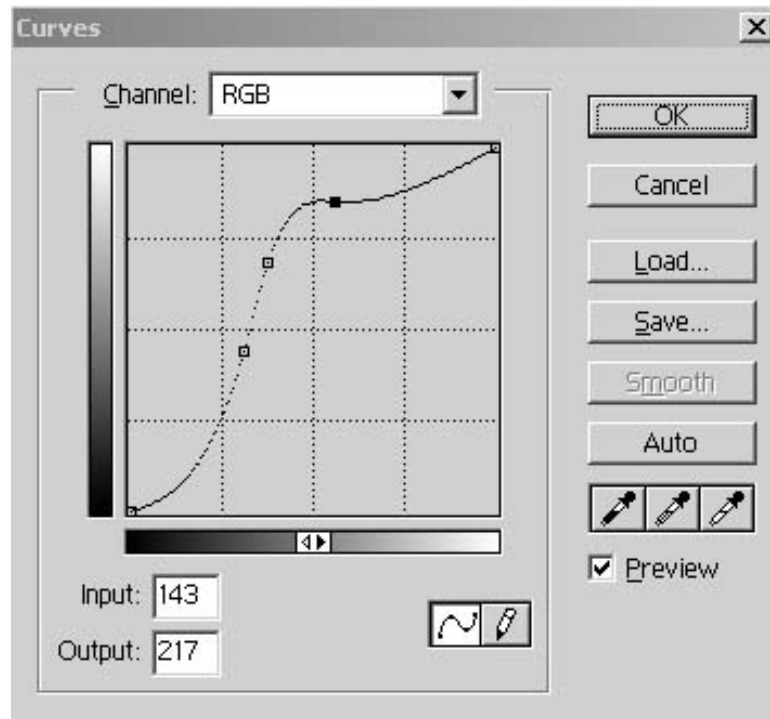 Curves
Channel: RGB
OK
Cancel
Load...
Save...
Smooth
Auto
Preview
Input: 143
Output: 217